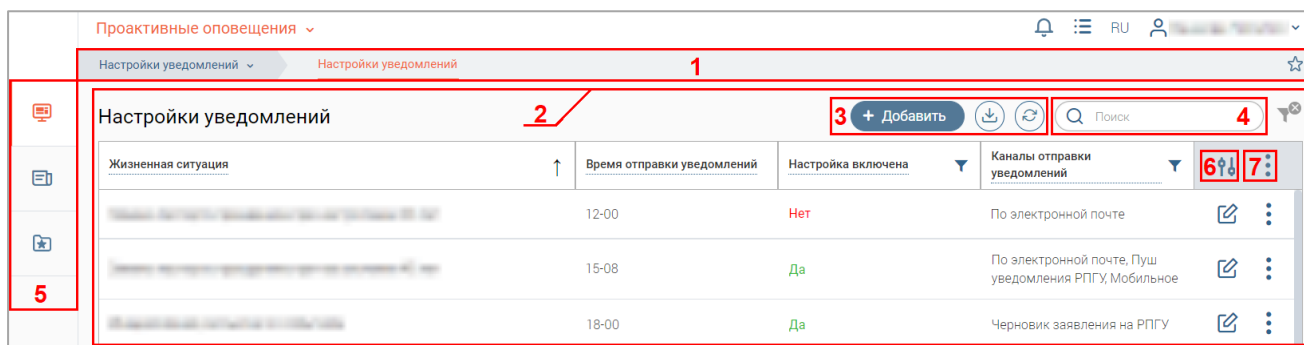 Проактивные оповещения
RU
Настройки уведомлений
Настройки уведомлений
1
Настройки уведомлений
2
3
+ Добавить
Поиск
4
Жизненная ситуация
Время отправки уведомлений
Настройка включена
Каналы отправки
уведомлений
6
7
12-00
Нет
По электронной почте
15-08
Да
По электронной почте, Пуш
уведомления РПГУ, Мобильное
18-00
Да
Черновик заявления на РПГУ
5